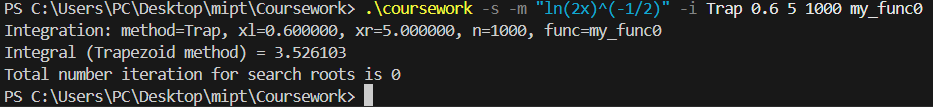 PS C:\Users\PC\Desktop\mipt\Coursework> .\coursework -s -m "ln(2x)^(-1/2)" -i Trap 0.6 5 1000 my_func0
Integration: method=Trap, xl=0.600000, xr=5.000000, n=1000, func=my_func0
Integral (Trapezoid method) = 3.526103
Total number iteration for search roots is 0
PS C:\Users\PC\Desktop\mipt\Coursework>